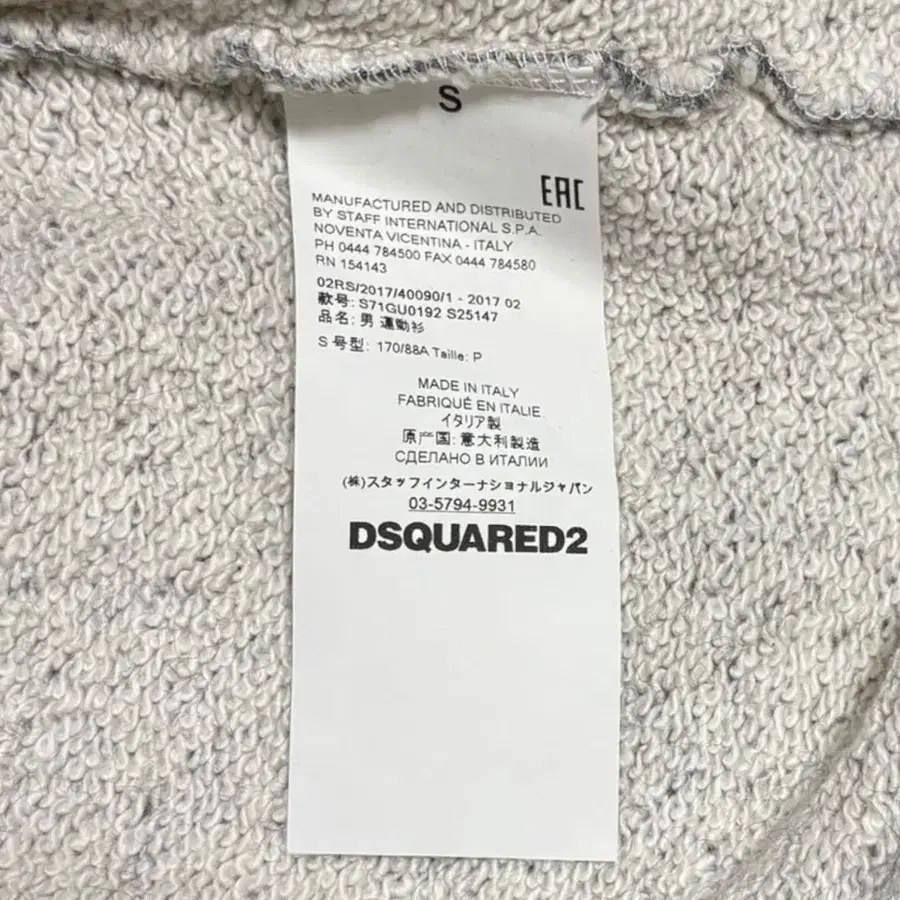 S
EAC
MANUFACTURED AND DISTRIBUTED
BY STAFF INTERNATIONAL S.P.A.
NOVENTA VICENTINA - ITALY
PH 0444 784500 FAX 0444 784580
RN 154143
02RS/2017/40090/1 - 2017 02
款号: S71GU0192 S25147
品名: 男 運動衫
S 号型: 170/88A Taille: P
MADE IN ITALY
FABRIQUÉ EN ITALIE
イタリア製
原产国: 意大利製造
СДЕЛАНО В ИТАЛИИ
(株)スタッフインターナショナルジャパン
03-5794-9931
DSQUARED2